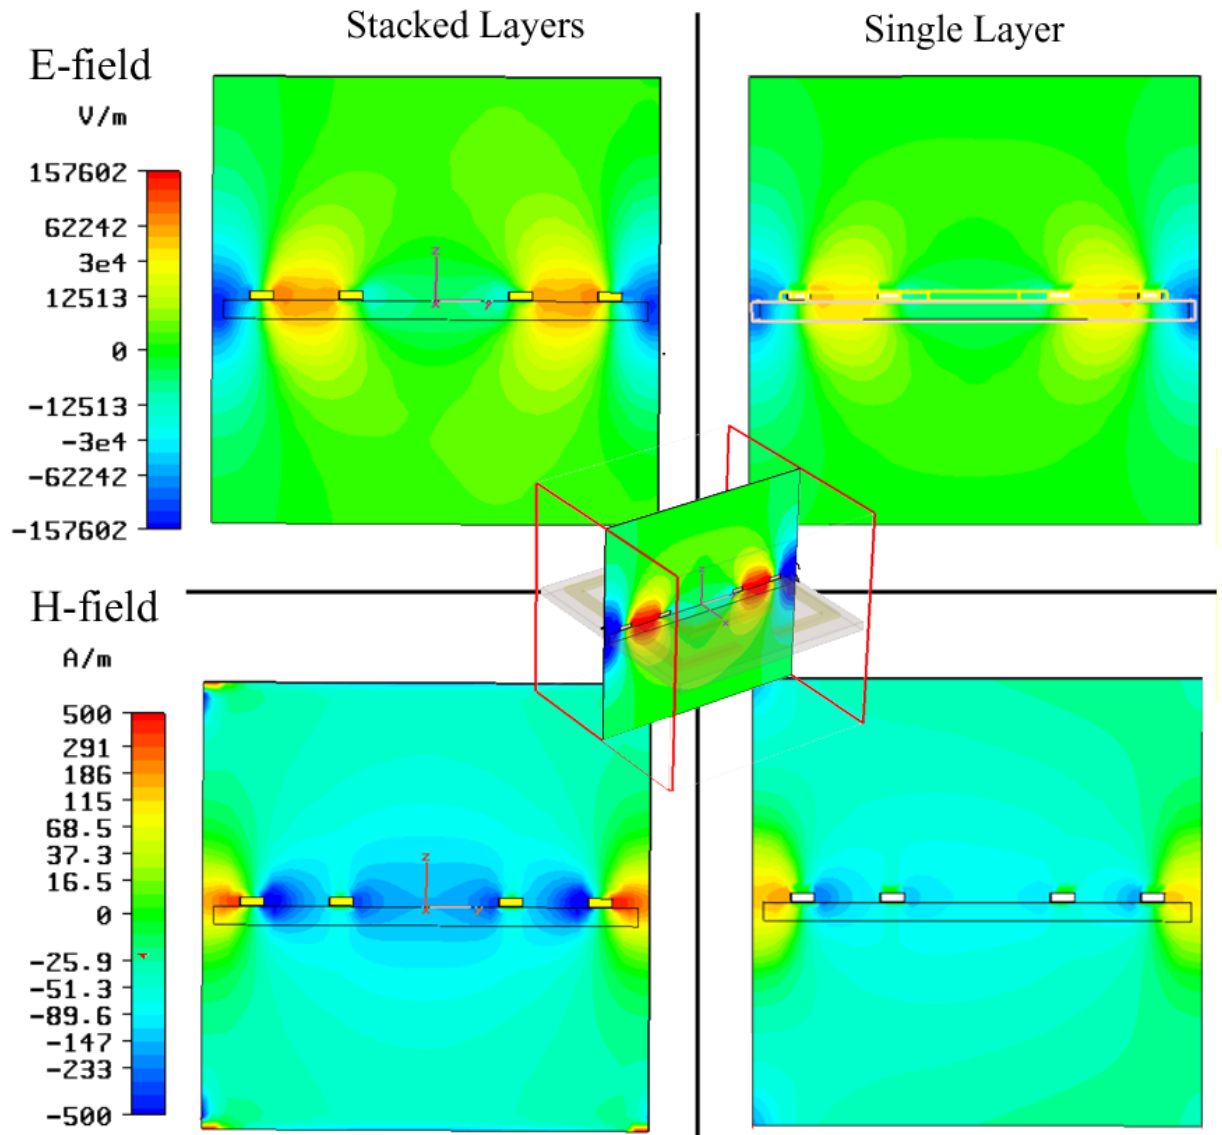 Stacked Layers
Single Layer
E-field
V/m
157602
62242
3e4
12513
0
-12513
-3e4
-62242
-157602
z
x
y
z
x
H-field
A/m
500
291
186
115
68.5
37.3
16.5
0
-25.9
-51.3
-89.6
-147
-233
-500
z
x
y